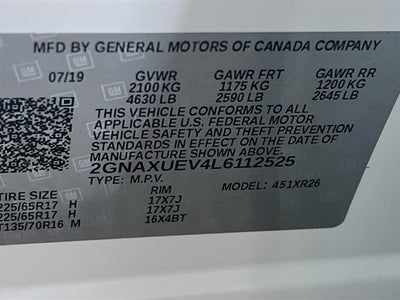 MFD BY GENERAL MOTORS OF CANADA COMPANY
07/19 GVWR GAWR FRT GAWR RR
2100 KG 1175 KG 1200 KG
4630 LB 2590 LB 2645 LB
THIS VEHICLE CONFORMS TO ALL
APPLICABLE U.S. FEDERAL MOTOR
VEHICLE SAFETY AND THEFT PREVENTION
STANDARDS IN EFFECT ON THE DATE OF
MANUFACTURE SHOWN ABOVE.
2GNAXUEV4L6112525
TYPE: M.P.V. MODEL: 451XR26
TIRE SIZE RIM
225/65R17 H 17X7J
225/65R17 H 17X7J
T135/70R16 M 16X4BT